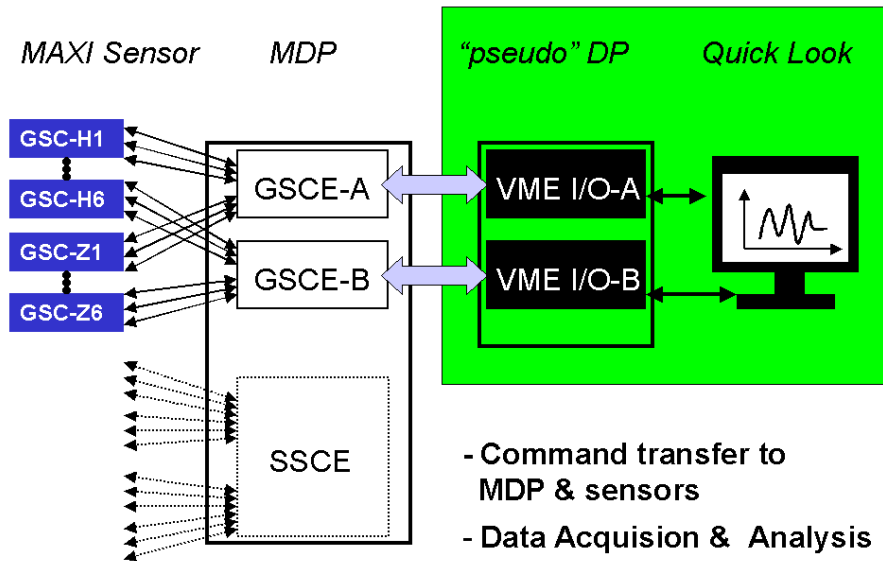 MAXI Sensor
MDP
“pseudo” DP
Quick Look
GSC-H1
GSC-H6
GSC-Z1
GSC-Z6
GSCE-A
GSCE-B
SSCE
VME I/O-A
VME I/O-B
- Command transfer to
MDP & sensors
- Data Acquision & Analysis